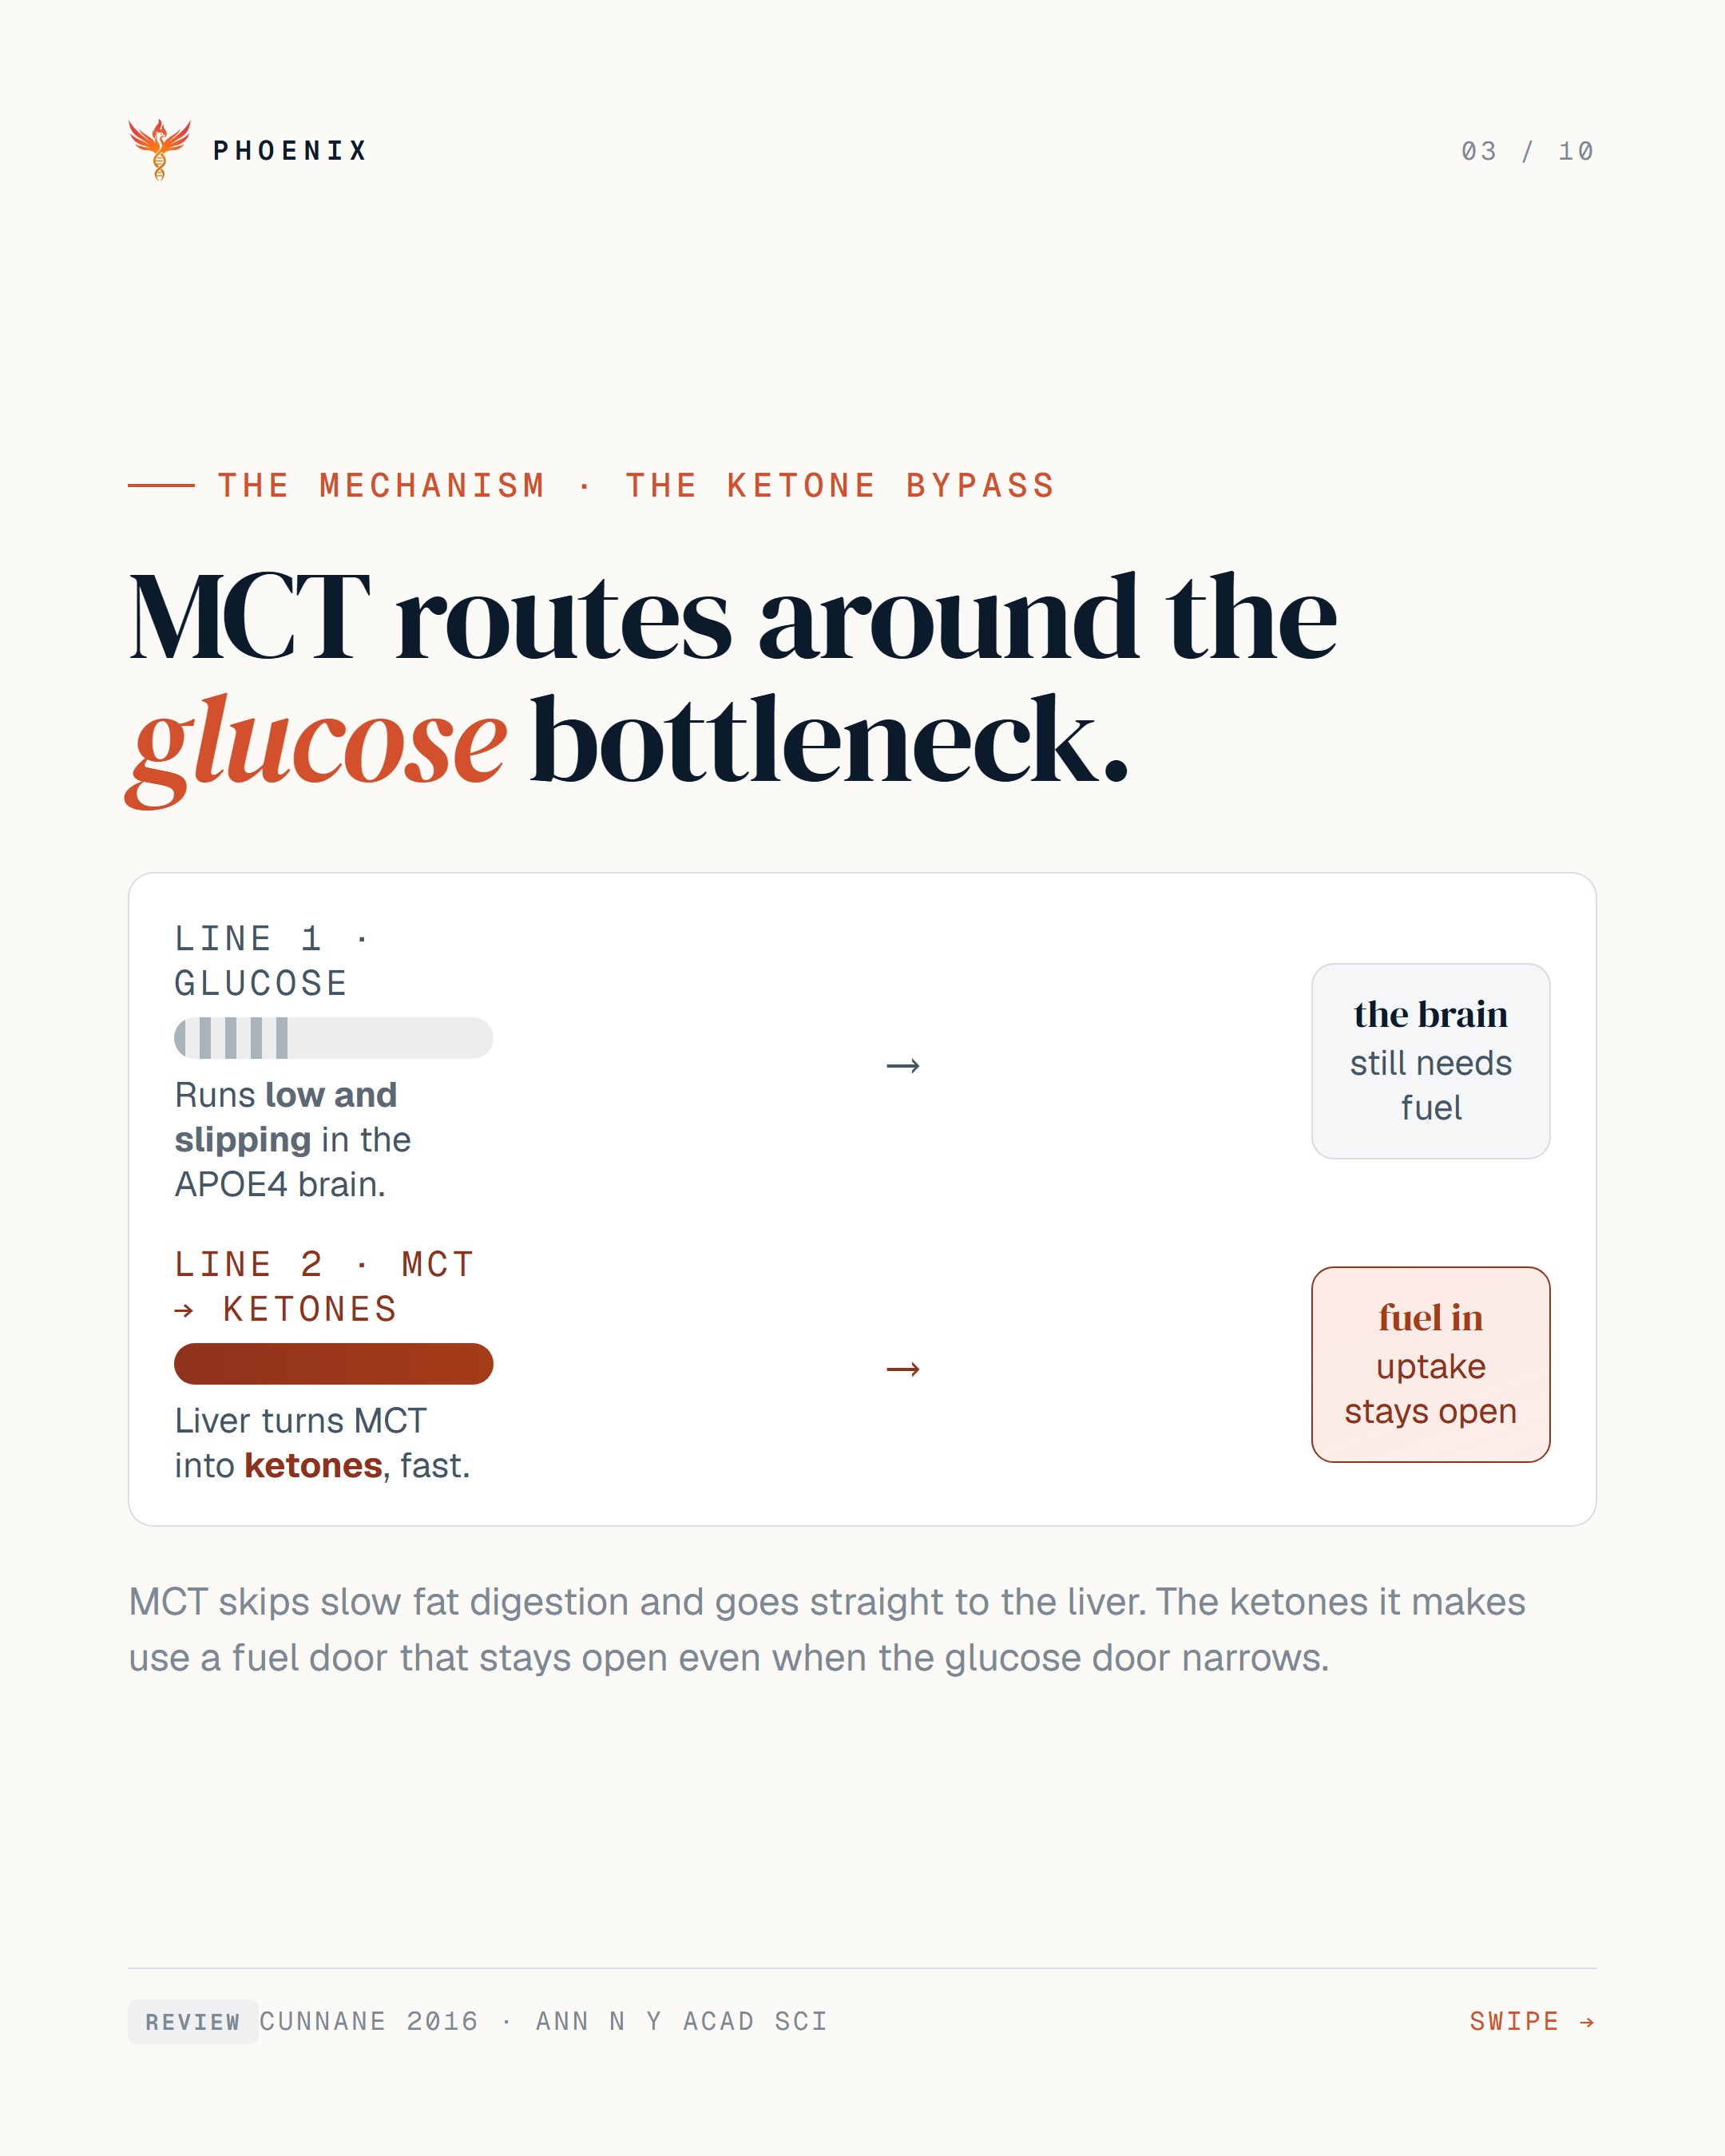 PHOENIX
03 / 10
THE MECHANISM · THE KETONE BYPASS
MCT routes around the
glucose bottleneck.
LINE 1 ·
GLUCOSE
Runs low and
slipping in the
APOE4 brain.
→
the brain
still needs
fuel
LINE 2 · MCT
→ KETONES
Liver turns MCT
into ketones, fast.
→
fuel in
uptake
stays open
MCT skips slow fat digestion and goes straight to the liver. The ketones it makes
use a fuel door that stays open even when the glucose door narrows.
REVIEW CUNNANE 2016 · ANN N Y ACAD SCI
SWIPE →